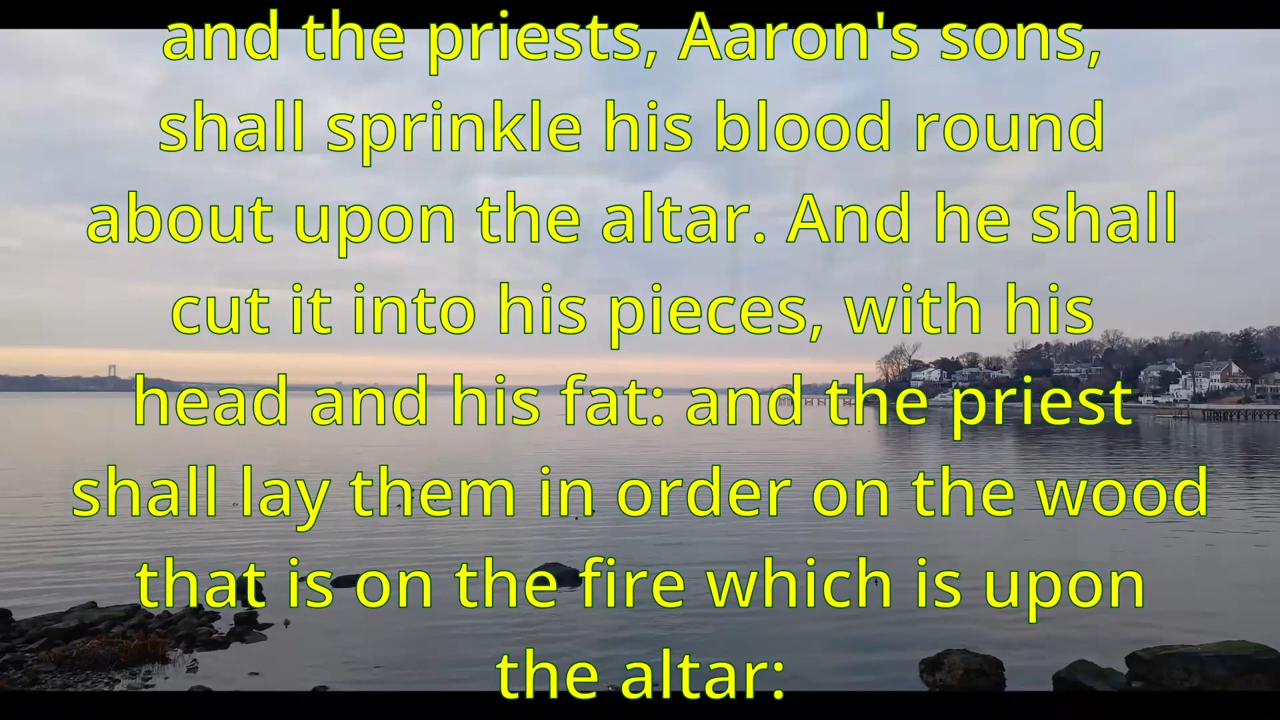 and the priests, Aaron's sons,
shall sprinkle his blood round
about upon the altar. And he shall
cut it into his pieces, with his
head and his fat: and the priest
shall lay them in order on the wood
that is on the fire which is upon
the altar: